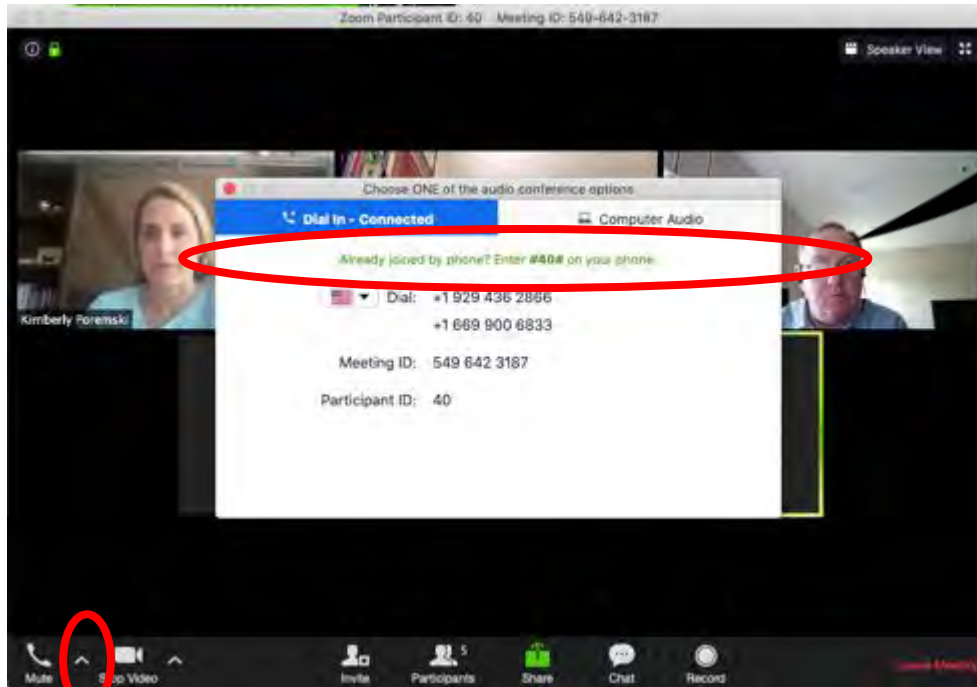 Zoom Participant ID: 40 Meeting ID: 549-642-3187
Speaker View
Choose ONE of the audio conference options
Dial In - Connected
Computer Audio
Already joined by phone? Enter #40# on your phone.
Dial: +1 929 436 2866
+1 669 900 6833
Kimberly Poremski
Meeting ID: 549 642 3187
Participant ID: 40
Mute
Stop Video
Invite
5
Participants
Share
Chat
Record
Leave Meeting